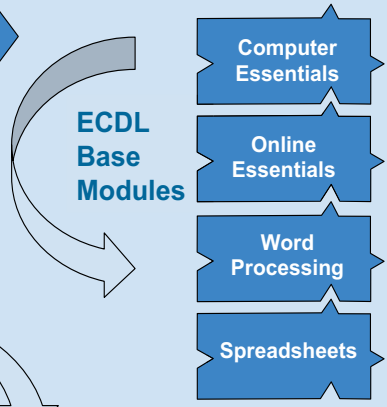 ECDL
Base
Modules
Computer
Essentials
Online
Essentials
Word
Processing
Spreadsheets